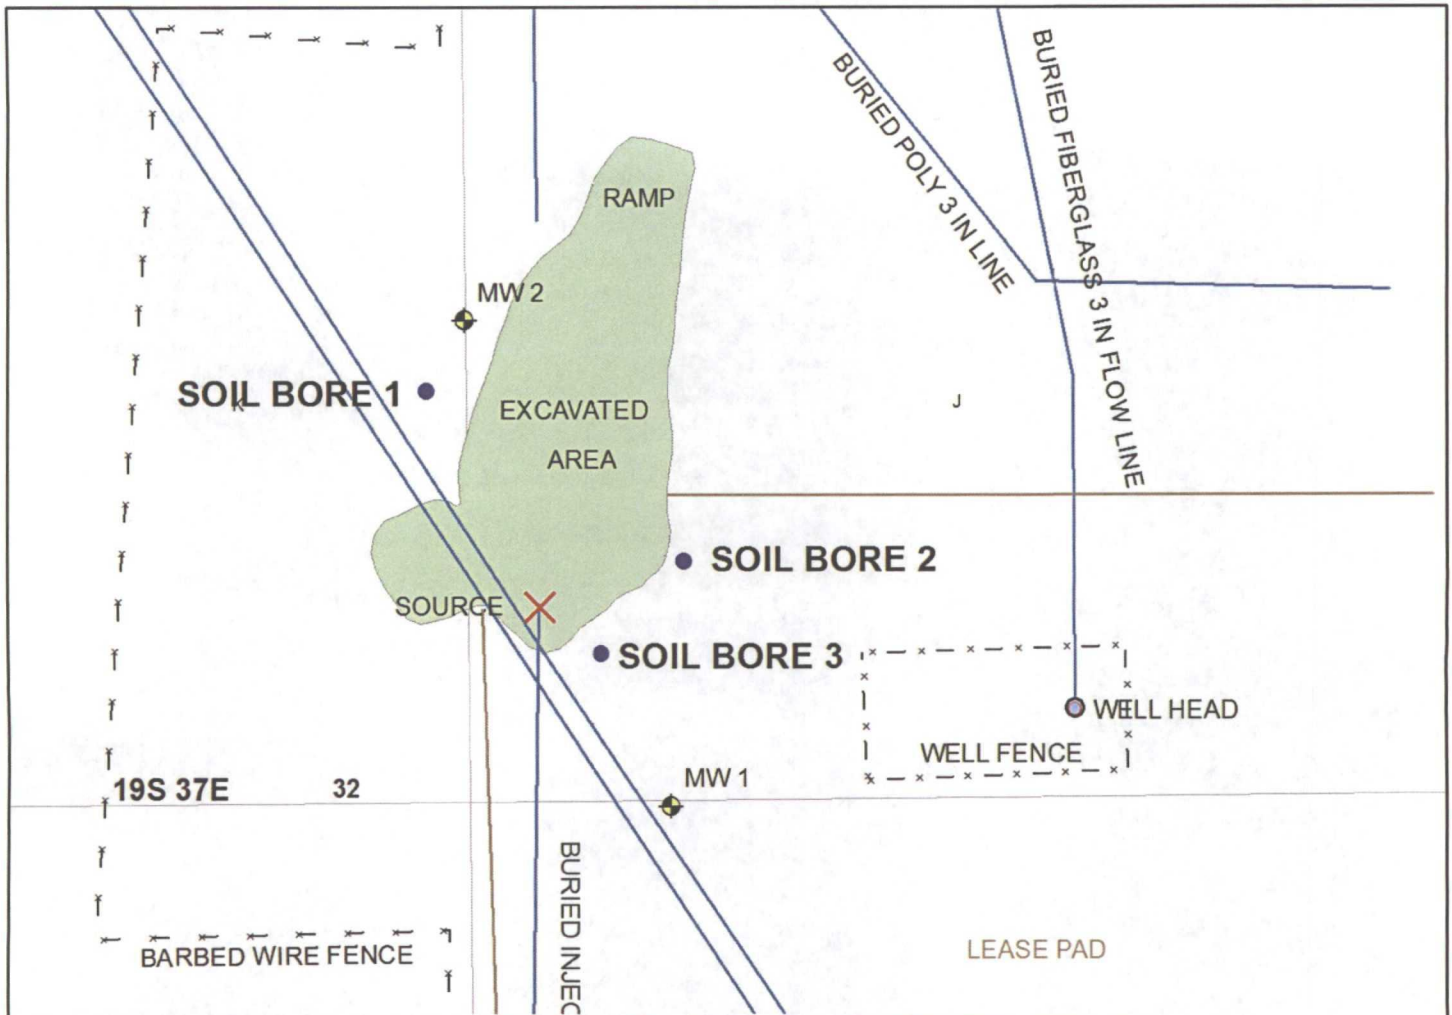 RAMP
BURIED POLY 3 IN LINE
BURIED FIBERGLASS 3 IN FLOW LINE
MW 2
SOIL BORE 1
K
EXCAVATED
AREA
J
SOIL BORE 2
SOURCE
SOIL BORE 3
WELL HEAD
WELL FENCE
MW 1
19S 37E
32
BURIED INJEC
BARBED WIRE FENCE
LEASE PAD